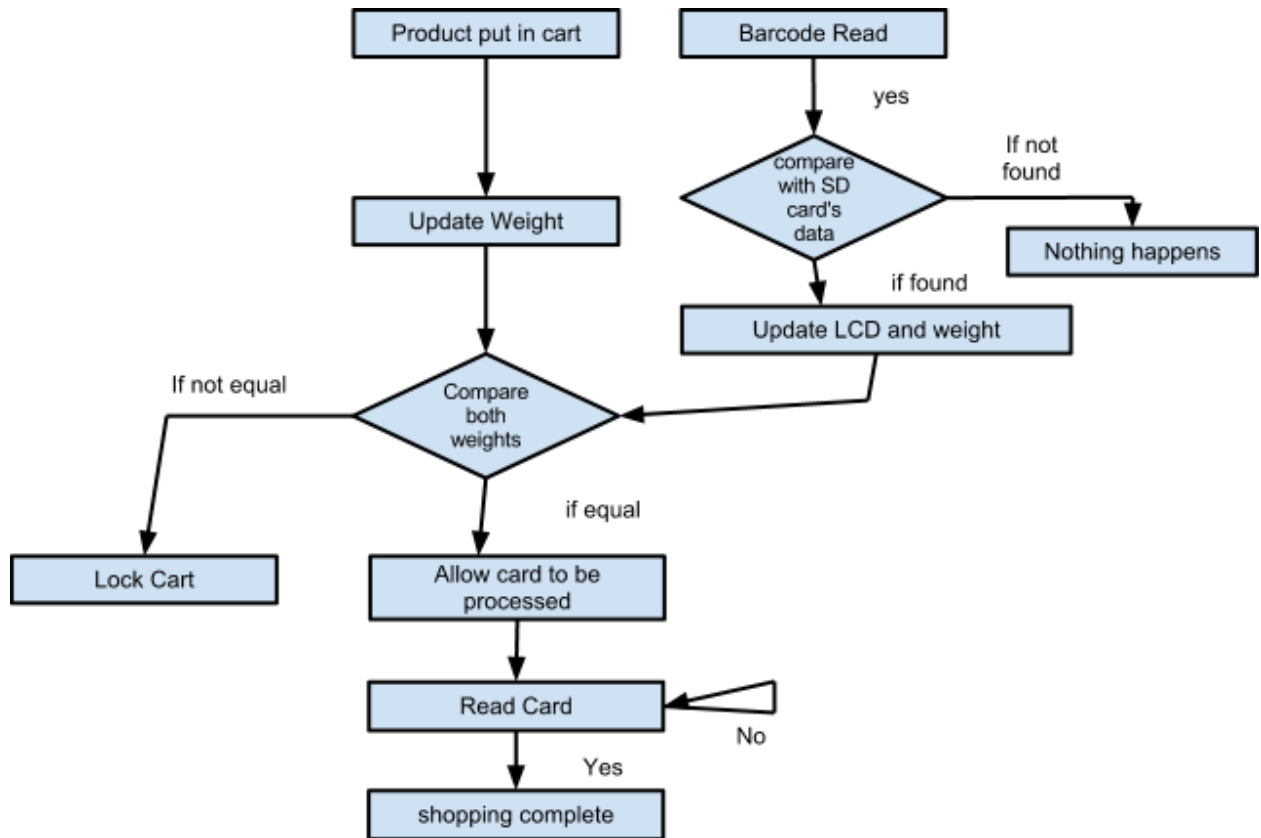 Product put in cart
Barcode Read
yes
compare
with SD
card's
data
If not
found
Update Weight
Nothing happens
if found
Update LCD and weight
If not equal
Compare
both
weights
if equal
Lock Cart
Allow card to be
processed
Read Card
No
Yes
shopping complete